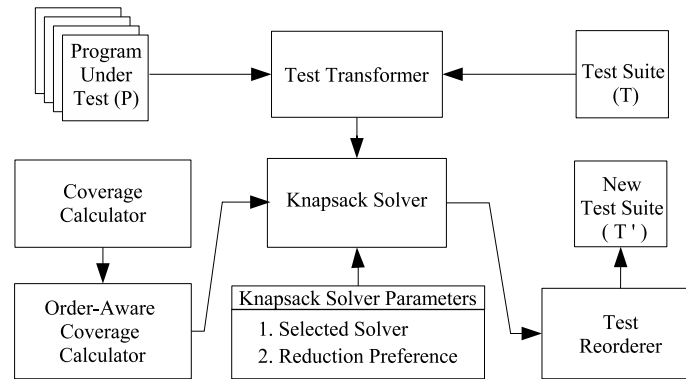 Program
Under
Test (P)
Test Transformer
Test Suite
(T)
Coverage
Calculator
Knapsack Solver
New
Test Suite
( T ' )
Order-Aware
Coverage
Calculator
Knapsack Solver Parameters
1. Selected Solver
2. Reduction Preference
Test
Reorderer